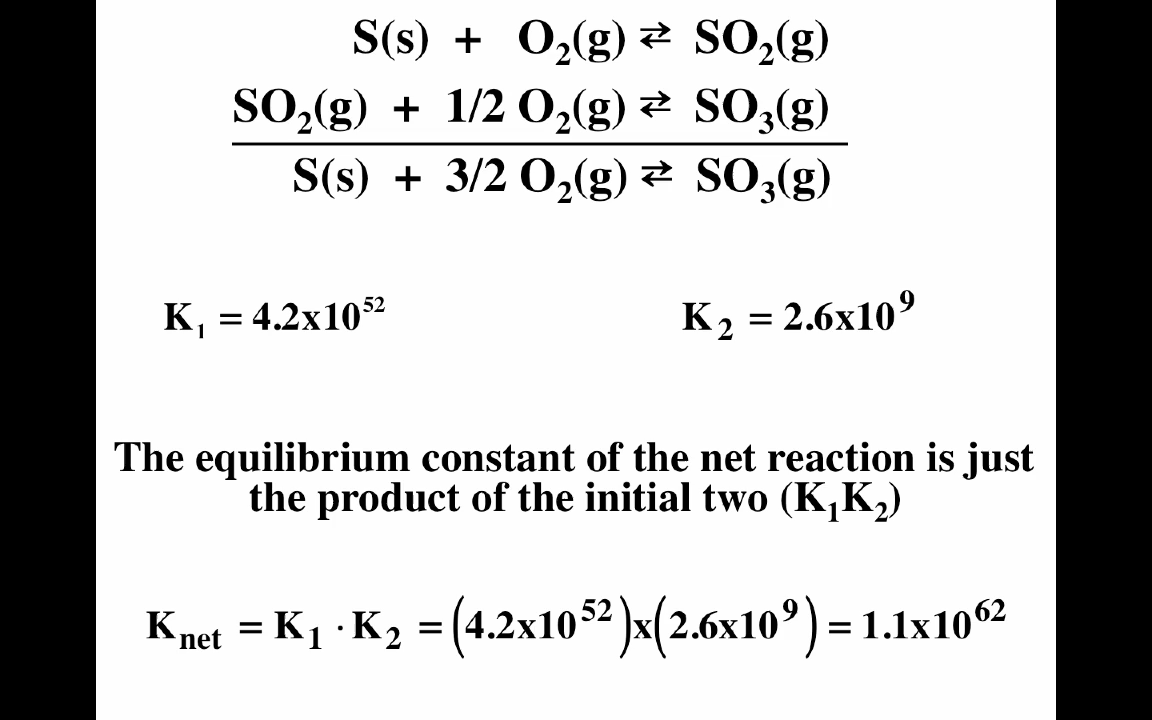 S(s) + O₂(g) ⇄ SO₂(g)
SO₂(g) + 1/2 O₂(g) ⇄ SO₃(g)
S(s) + 3/2 O₂(g) ⇄ SO₃(g)
K₁ = 4.2x10⁵² K₂ = 2.6x10⁹
The equilibrium constant of the net reaction is just
the product of the initial two (K₁K₂)
Kₙₑₜ = K₁ · K₂ = (4.2x10⁵²)x(2.6x10⁹) = 1.1x10⁶²